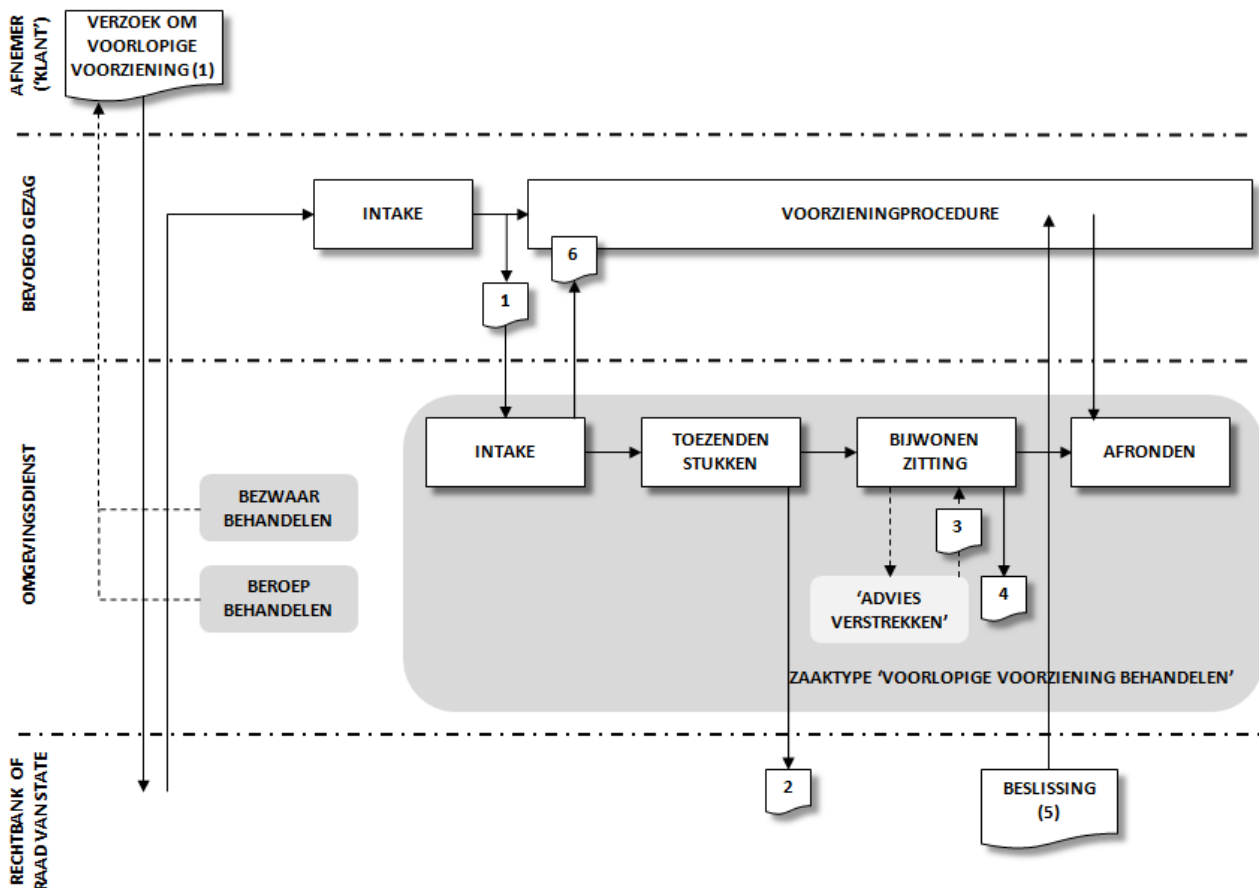 AFNEMER
('KLANT')
VERZOEK OM
VOORLOPIGE
VOORZIENING (1)
BEVOEGD GEZAG
INTAKE
VOORZIENINGPROCEDURE
6
1
OMGEVINGSDIENST
INTAKE
TOEZENDEN
STUKKEN
BIJWONEN
ZITTING
AFRONDEN
BEZWAAR
BEHANDELEN
3
BEROEP
BEHANDELEN
'ADVIES
VERSTREKKEN'
4
ZAAKTYPE 'VOORLOPIGE VOORZIENING BEHANDELEN'
RECHTBANK OF
RAAD VAN STATE
2
BESLISSING
(5)